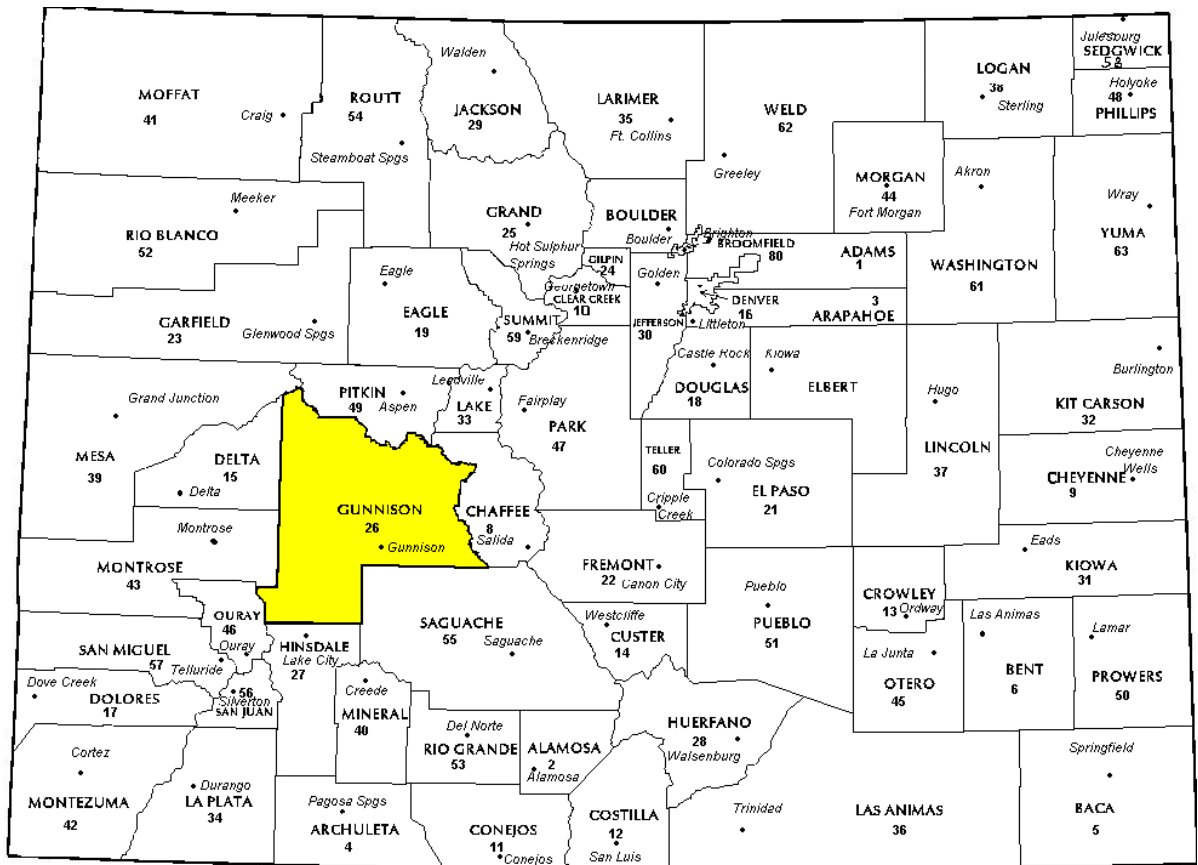 Julesburg
SEDGWICK
58
Walden
LOGAN
38
Sterling
Holyoke
48
PHILLIPS
MOFFAT
41
Craig
ROUTT
54
Steamboat Spgs
JACKSON
29
LARIMER
35
Ft. Collins
WELD
62
Greeley
MORGAN
44
Fort Morgan
Akron
Wray
YUMA
63
Meeker
RIO BLANCO
52
GRAND
25
Hot Sulphur
Springs
BOULDER
Boulder
Brighton
BROOMFIELD
80
ADAMS
1
WASHINGTON
61
GILPIN
24
Golden
Eagle
EAGLE
19
Georgetown
CLEAR CREEK
10
DENVER
16
3
ARAPAHOE
GARFIELD
23
Glenwood Spgs
SUMMIT
59
Breckenridge
JEFFERSON
30
Littleton
Castle Rock
DOUGLAS
18
Kiowa
ELBERT
Hugo
Burlington
KIT CARSON
32
Grand Junction
MESA
39
PITKIN
49
Aspen
Leadville
LAKE
33
Fairplay
PARK
47
DELTA
15
Delta
TELLER
60
Cripple
Creek
Colorado Spgs
EL PASO
21
LINCOLN
37
Cheyenne
Wells
CHEYENNE
9
GUNNISON
26
Gunnison
CHAFFEE
8
Salida
Montrose
MONTROSE
43
FREMONT
22
Canon City
Eads
KIOWA
31
Pueblo
PUEBLO
51
CROWLEY
13
Ordway
OURAY
46
Ouray
HINSDALE
Lake City
27
SAGUACHE
55
Saguache
Westcliffe
CUSTER
14
Las Animas
BENT
6
Lamar
PROWERS
50
La Junta
OTERO
45
SAN MIGUEL
57
Telluride
Dove Creek
DOLORES
17
56
Silverton
SAN JUAN
Creede
MINERAL
40
Del Norte
RIO GRANDE
53
ALAMOSA
2
Alamosa
HUERFANO
28
Walsenburg
Cortez
MONTEZUMA
42
Durango
LA PLATA
34
Pagosa Spgs
ARCHULETA
4
CONEJOS
11
Conejos
COSTILLA
12
San Luis
Trinidad
LAS ANIMAS
36
Springfield
BACA
5